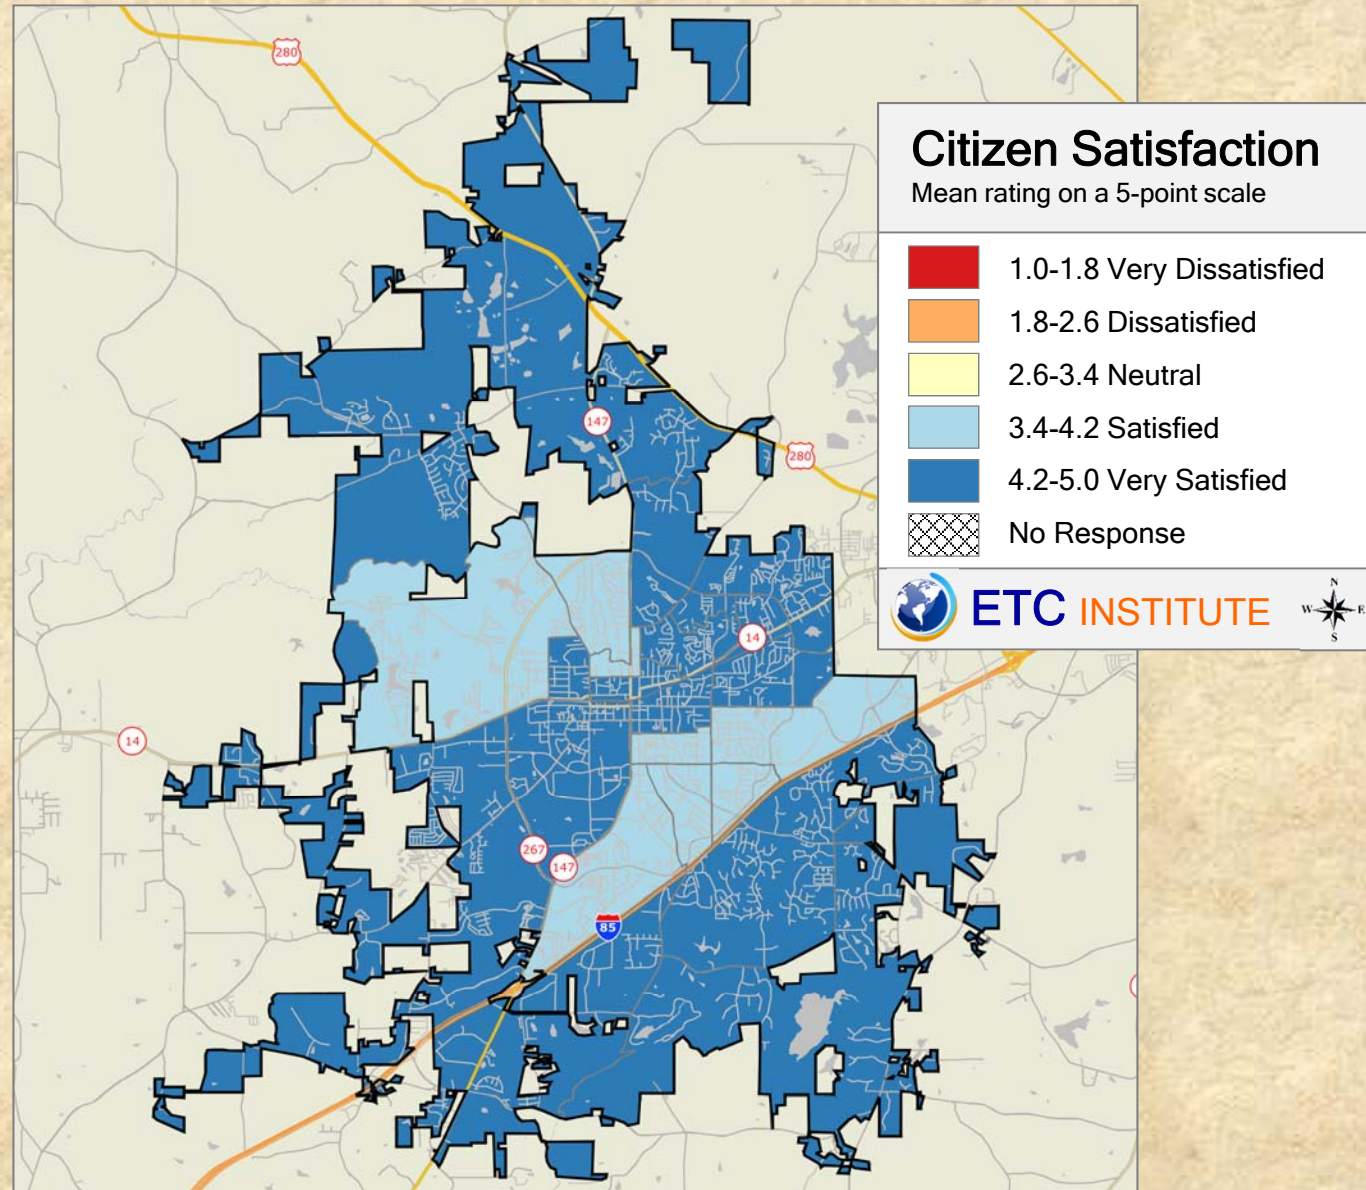 280
Citizen Satisfaction
Mean rating on a 5-point scale
1.0-1.8 Very Dissatisfied
1.8-2.6 Dissatisfied
2.6-3.4 Neutral
3.4-4.2 Satisfied
4.2-5.0 Very Satisfied
No Response
ETC INSTITUTE
N
W E
S
147
280
14
14
267
147
85